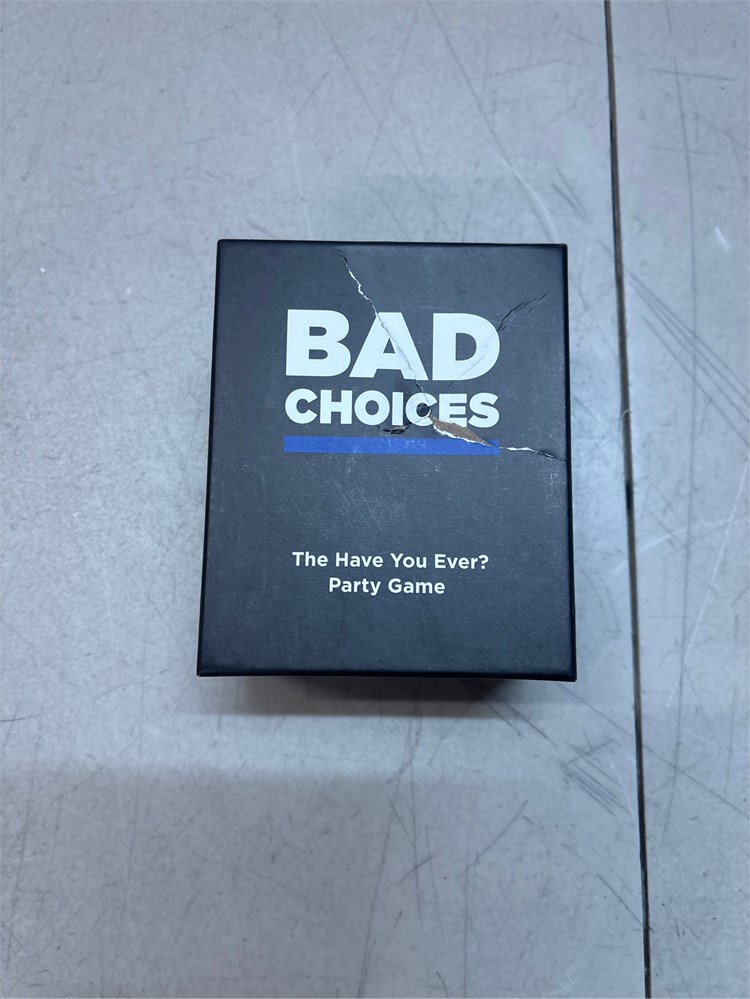 BAD
CHOICES
The Have You Ever?
Party Game